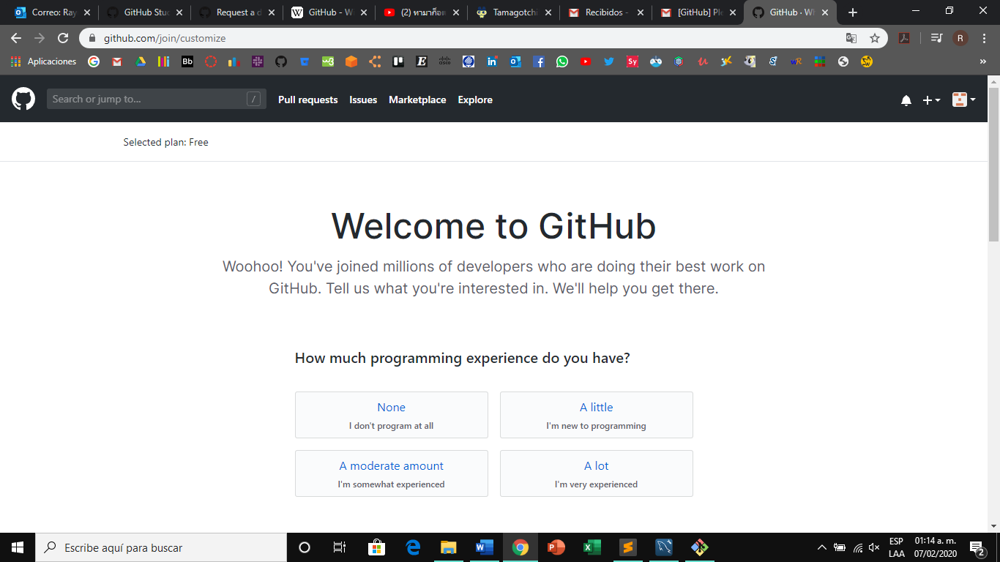 Correo: Ray
GitHub Stud
Request a d
GitHub - Wi
(2) ทามาก็อต
Tamagotchi
Recibidos -
[GitHub] Ple
GitHub · Wh
github.com/join/customize
R
Aplicaciones
Search or jump to...
/
Pull requests
Issues
Marketplace
Explore
Selected plan: Free
Welcome to GitHub
Woohoo! You've joined millions of developers who are doing their best work on
GitHub. Tell us what you're interested in. We'll help you get there.
How much programming experience do you have?
None
I don't program at all
A little
I'm new to programming
A moderate amount
I'm somewhat experienced
A lot
I'm very experienced
Escribe aquí para buscar
ESP
LAA
01:14 a. m.
07/02/2020
2